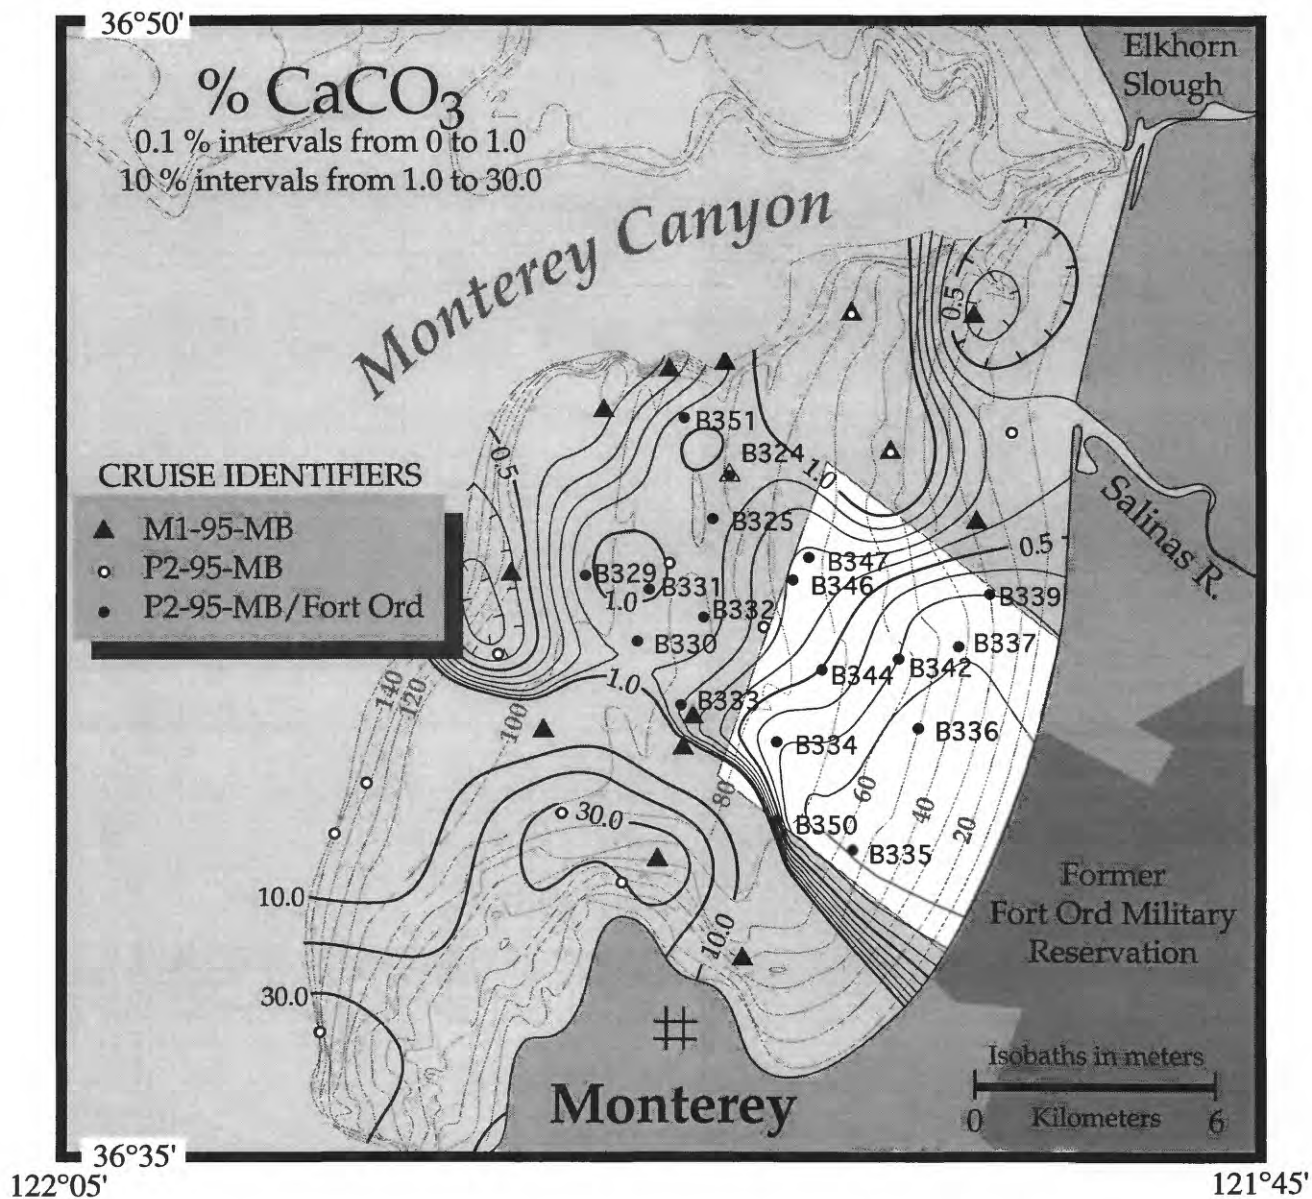 36°50'
Elkhorn
Slough
% CaCO3
0.1 % intervals from 0 to 1.0
10 % intervals from 1.0 to 30.0
Monterey Canyon
0.5
B351
B324
0.5
1.0
CRUISE IDENTIFIERS
M1-95-MB
P2-95-MB
P2-95-MB/Fort Ord
Salinas R.
B325
0.5
B347
B329
B346
B331
1.0
B339
B332
B330
B337
B342
B344
1.0
140
120
100
B333
B336
B334
80
60
40
20
30.0
B350
B335
10.0
10.0
Former
Fort Ord Military
Reservation
30.0
Isobaths in meters
0 Kilometers 6
Monterey
36°35'
122°05'
121°45'